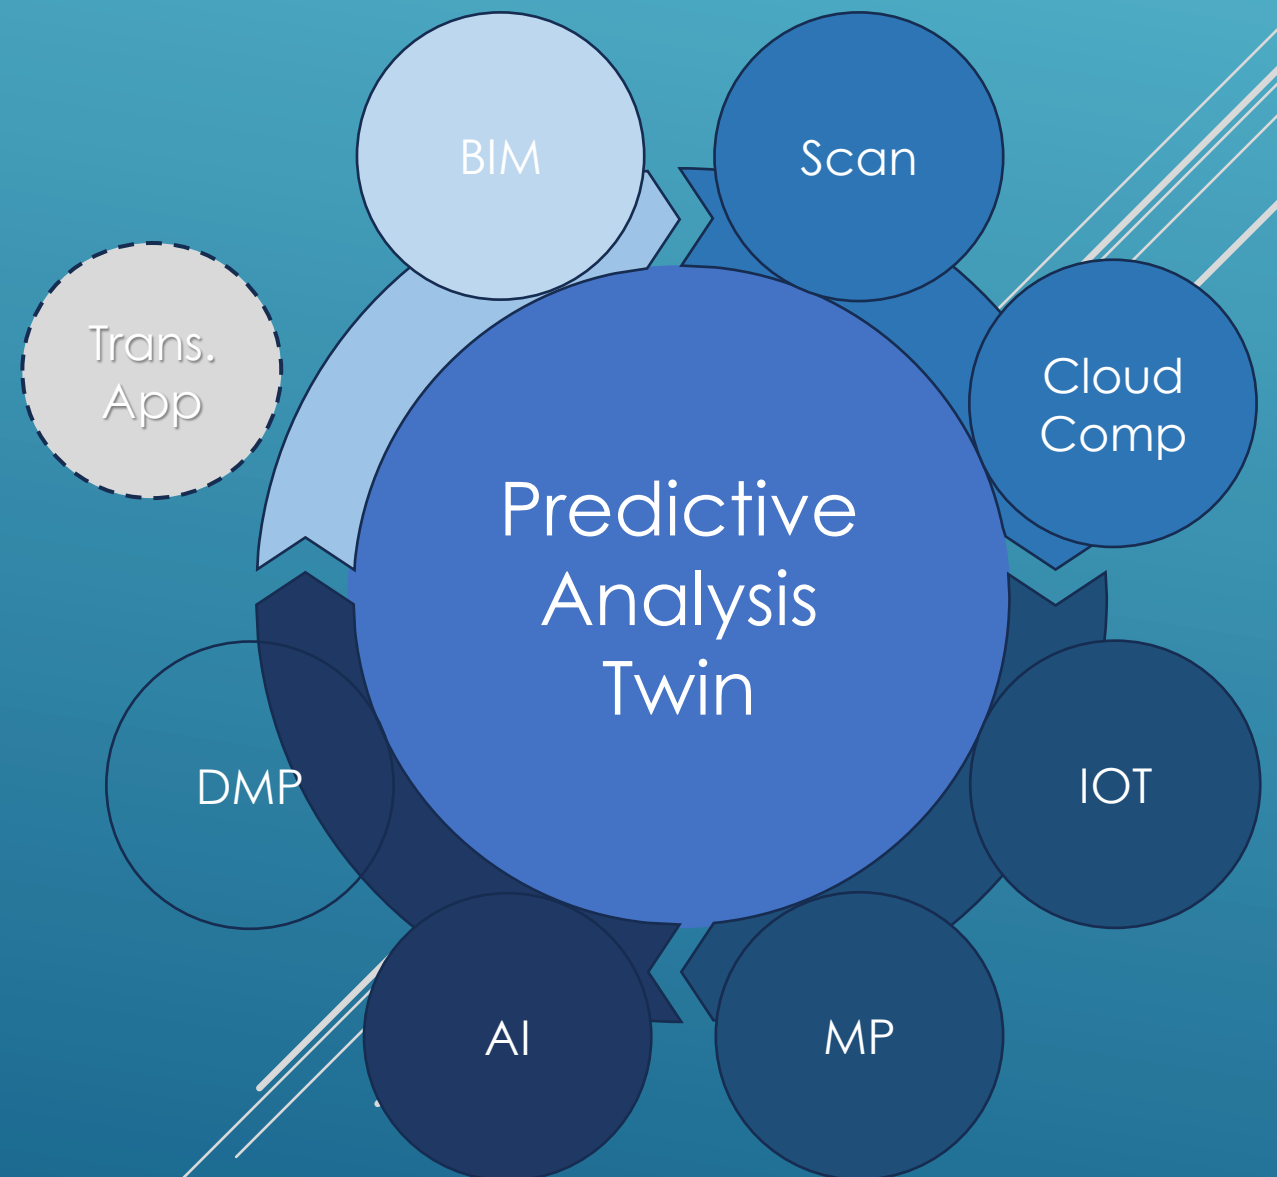 BIM
Scan
Trans.
App
Cloud
Comp
Predictive
Analysis
Twin
DMP
IOT
AI
MP